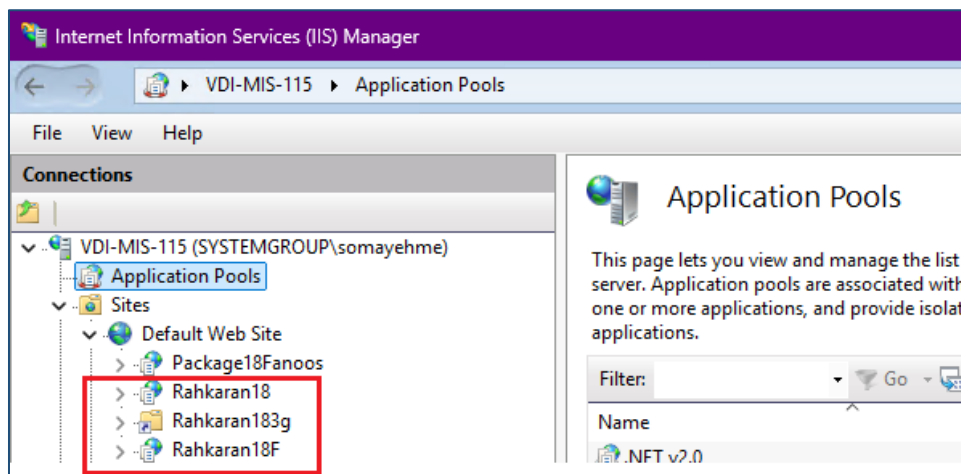 Internet Information Services (IIS) Manager
VDI-MIS-115 Application Pools
File View Help
Connections
VDI-MIS-115 (SYSTEMGROUP\somayehme)
Application Pools
Sites
Default Web Site
Package18Fanoos
Rahkaran18
Rahkaran183g
Rahkaran18F
Application Pools
This page lets you view and manage the list
server. Application pools are associated with
one or more applications, and provide isolat
applications.
Filter: Go
Name
.NET v2.0